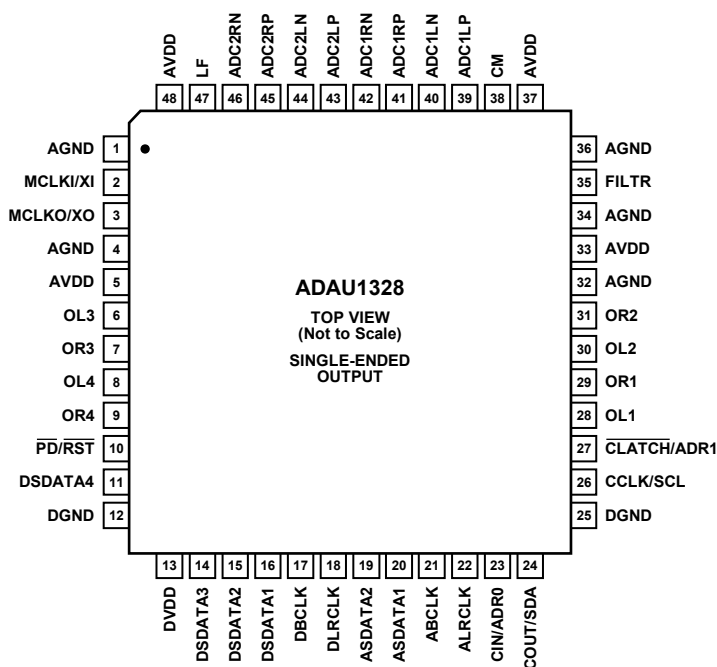 AVDD
LF
ADC2RN
ADC2RP
ADC2LN
ADC2LP
ADC1RN
ADC1RP
ADC1LN
ADC1LP
CM
AVDD
48 47 46 45 44 43 42 41 40 39 38 37
AGND 1
MCLKI/XI 2
MCLKO/XO 3
AGND 4
AVDD 5
OL3 6
OR3 7
OL4 8
OR4 9
PD/RST 10
DSDATA4 11
DGND 12
ADAU1328
TOP VIEW
(Not to Scale)
SINGLE-ENDED
OUTPUT
36 AGND
35 FILTR
34 AGND
33 AVDD
32 AGND
31 OR2
30 OL2
29 OR1
28 OL1
27 CLATCH/ADR1
26 CCLK/SCL
25 DGND
13 14 15 16 17 18 19 20 21 22 23 24
DVDD
DSDATA3
DSDATA2
DSDATA1
DBCLK
DLRCLK
ASDATA2
ASDATA1
ABCLK
ALRCLK
CIN/ADR0
COUT/SDA